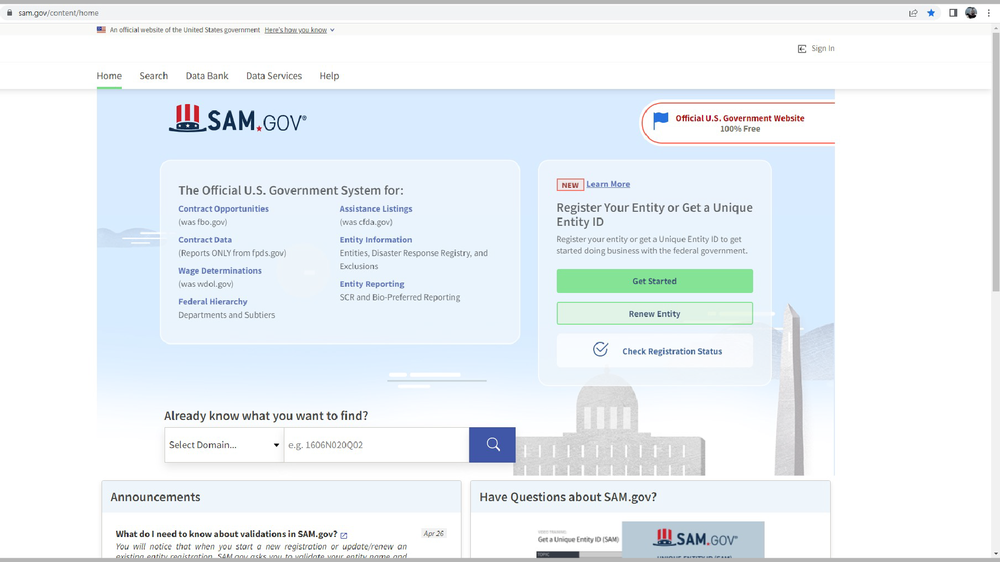 sam.gov/content/home
An official website of the United States government Here's how you know
Sign In
Home Search Data Bank Data Services Help
SAM.GOV®
Official U.S. Government Website
100% Free
The Official U.S. Government System for:
Contract Opportunities
(was fbo.gov)
Contract Data
(Reports ONLY from fpds.gov)
Wage Determinations
(was wdol.gov)
Federal Hierarchy
Departments and Subtiers
Assistance Listings
(was cfda.gov)
Entity Information
Entities, Disaster Response Registry, and
Exclusions
Entity Reporting
SCR and Bio-Preferred Reporting
NEW Learn More
Register Your Entity or Get a Unique
Entity ID
Register your entity or get a Unique Entity ID to get
started doing business with the federal government.
Get Started
Renew Entity
Check Registration Status
Already know what you want to find?
Select Domain... e.g. 1606N020Q02
Announcements
What do I need to know about validations in SAM.gov? Apr 26
You will notice that when you start a new registration or update/renew an
existing entity registration, SAM.gov asks you to validate your entity name and
Have Questions about SAM.gov?
VIDEO TRAINING
Get a Unique Entity ID (SAM)
TOPIC
SAM.GOV®
UNIQUE ENTITY ID (SAM)